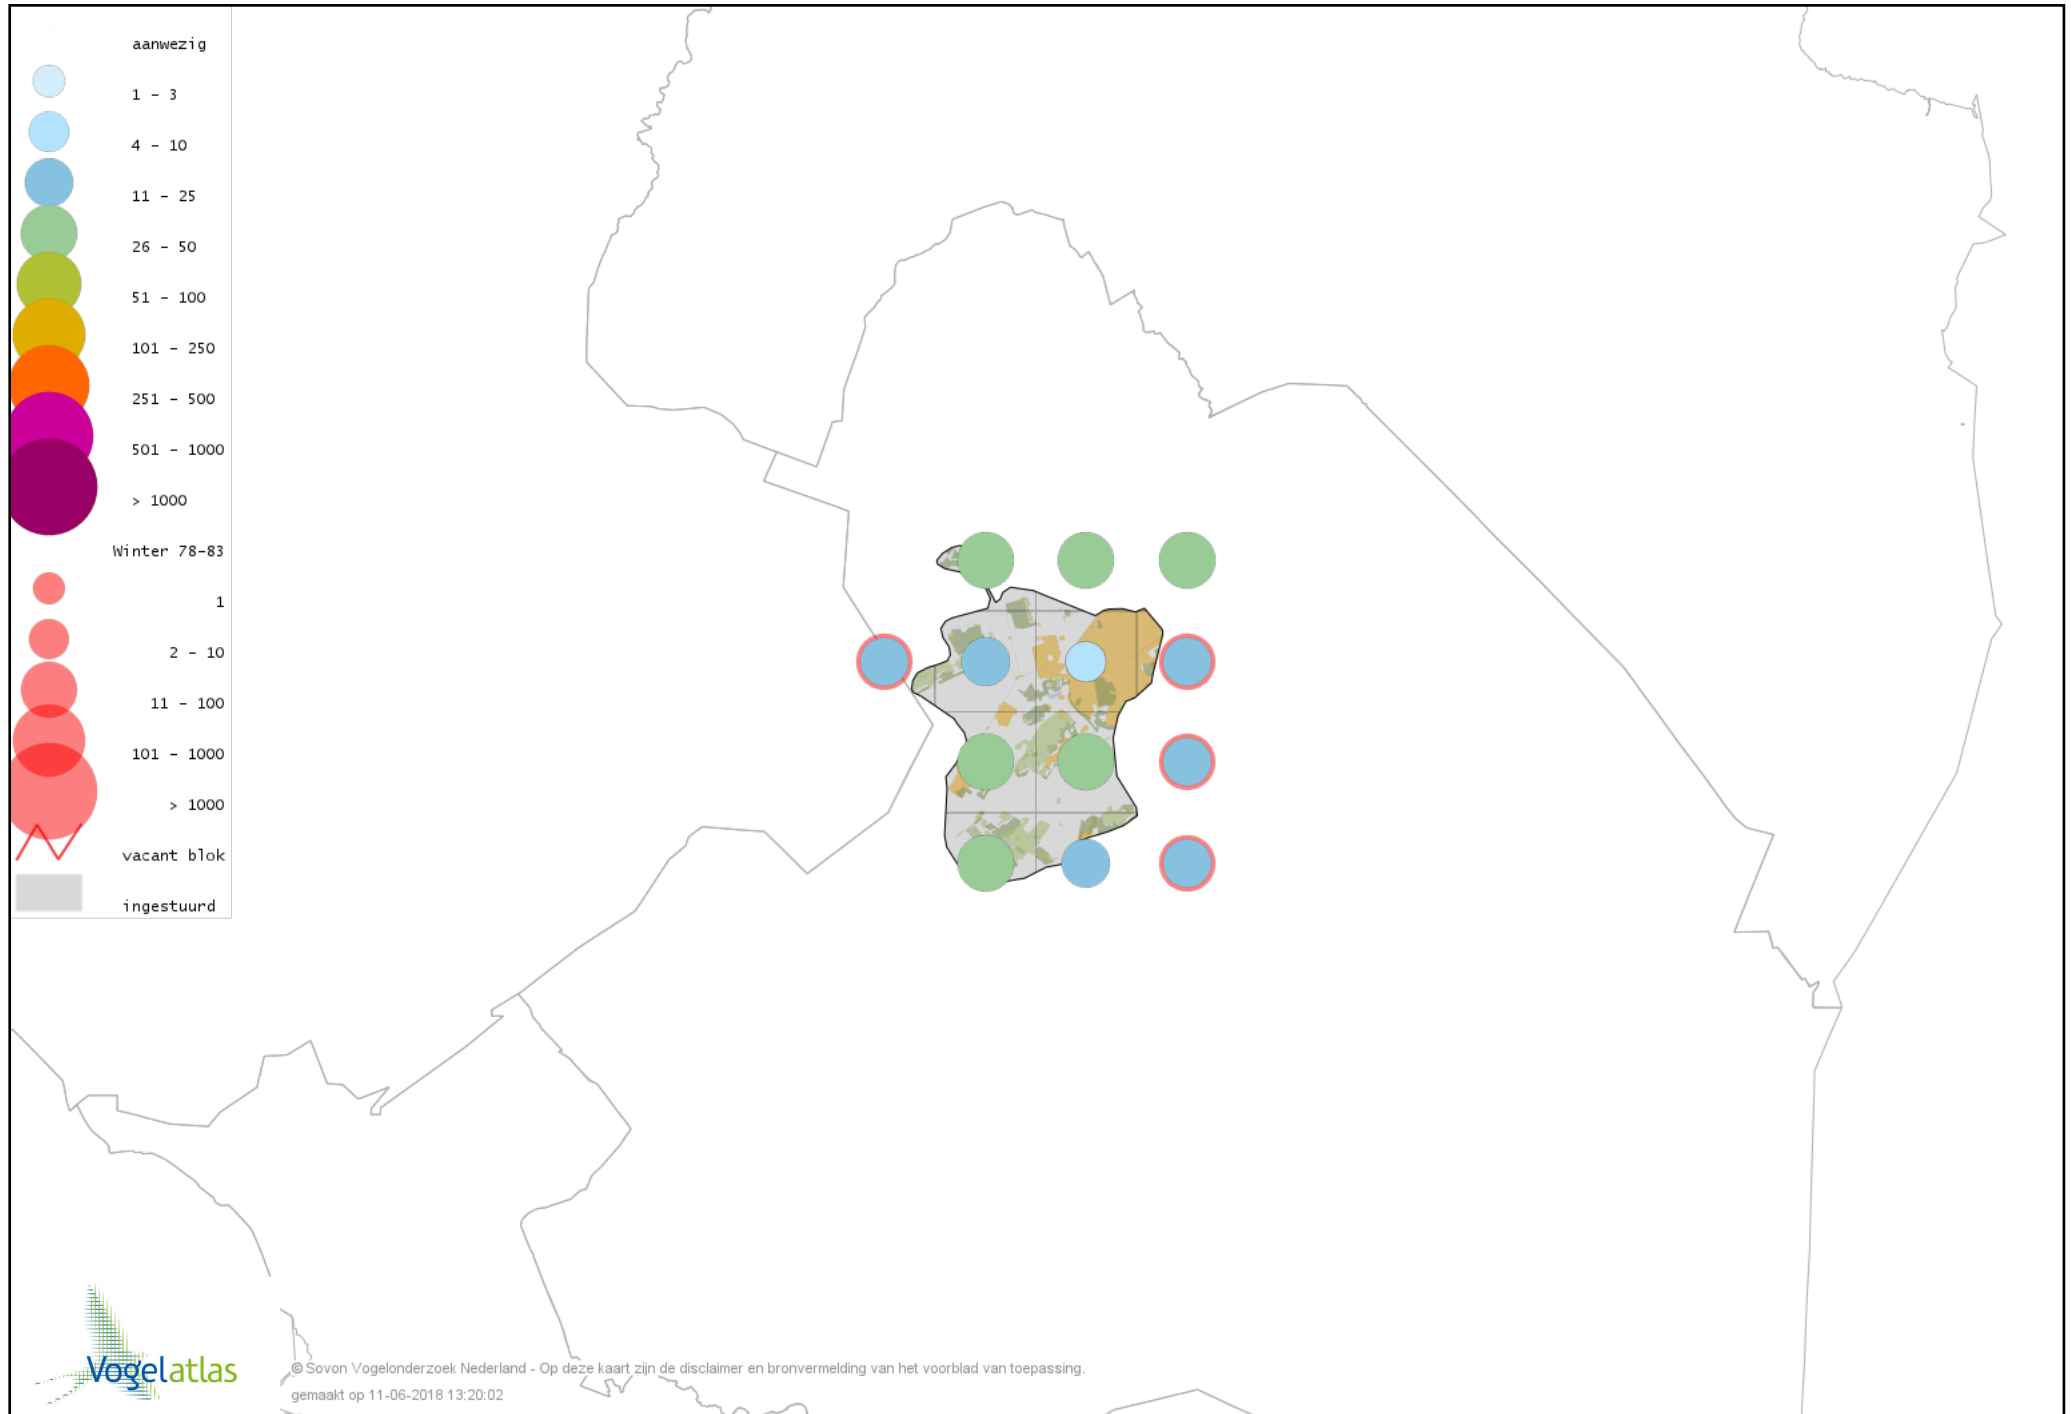 aanwezig
1 - 3
4 - 10
11 - 25
26 - 50
51 - 100
101 - 250
251 - 500
501 - 1000
> 1000
Winter 78-83
1
2 - 10
11 - 100
101 - 1000
> 1000
vacant blok
ingestuurd
Vogelatlas
© Sovon Vogelonderzoek Nederland - Op deze kaart zijn de disclaimer en bronvermelding van het voorblad van toepassing.
gemaakt op 11-06-2018 13:20:02